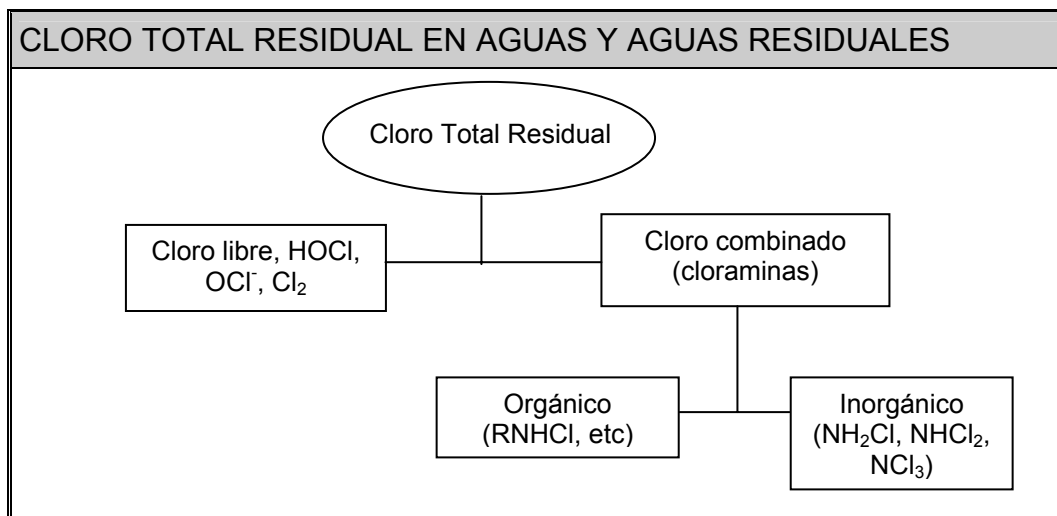 CLORO TOTAL RESIDUAL EN AGUAS Y AGUAS RESIDUALES
Cloro Total Residual
Cloro libre, HOCl,
OCl⁻, Cl₂
Cloro combinado
(cloraminas)
Orgánico
(RNHCl, etc)
Inorgánico
(NH₂Cl, NHCl₂,
NCl₃)